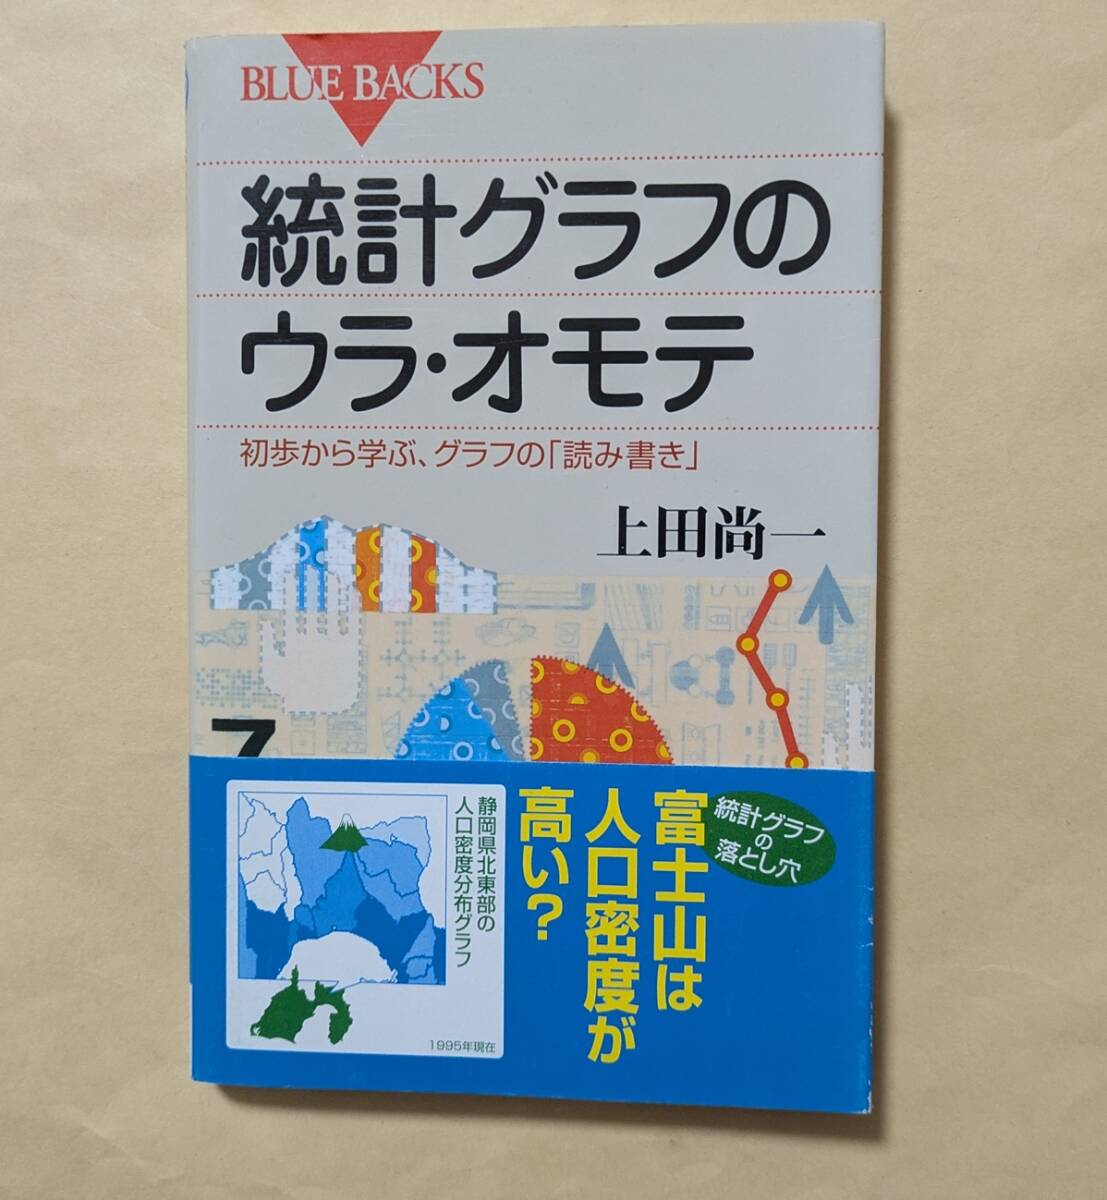 BLUE BACKS
統計グラフの
ウラ・オモテ
初歩から学ぶ、グラフの「読み書き」
上田尚一
統計グラフ
の
落とし穴
富士山は
人口密度が
高い?
静岡県北東部の
人口密度分布グラフ
1995年現在